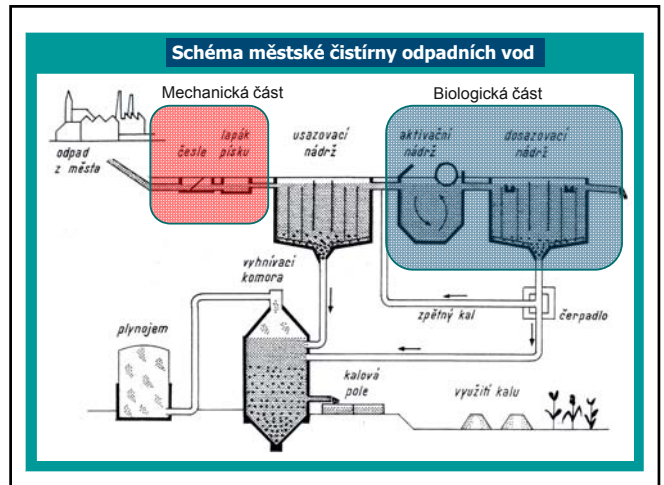 Schéma městské čistírny odpadních vod
Mechanická část
Biologická část
odpad
z města
česle
lapák
písku
usazovací
nádrž
aktivační
nádrž
dosazovací
nádrž
vyhnívací
komora
plynojem
zpětný kal
čerpadlo
kalová
pole
využití kalu